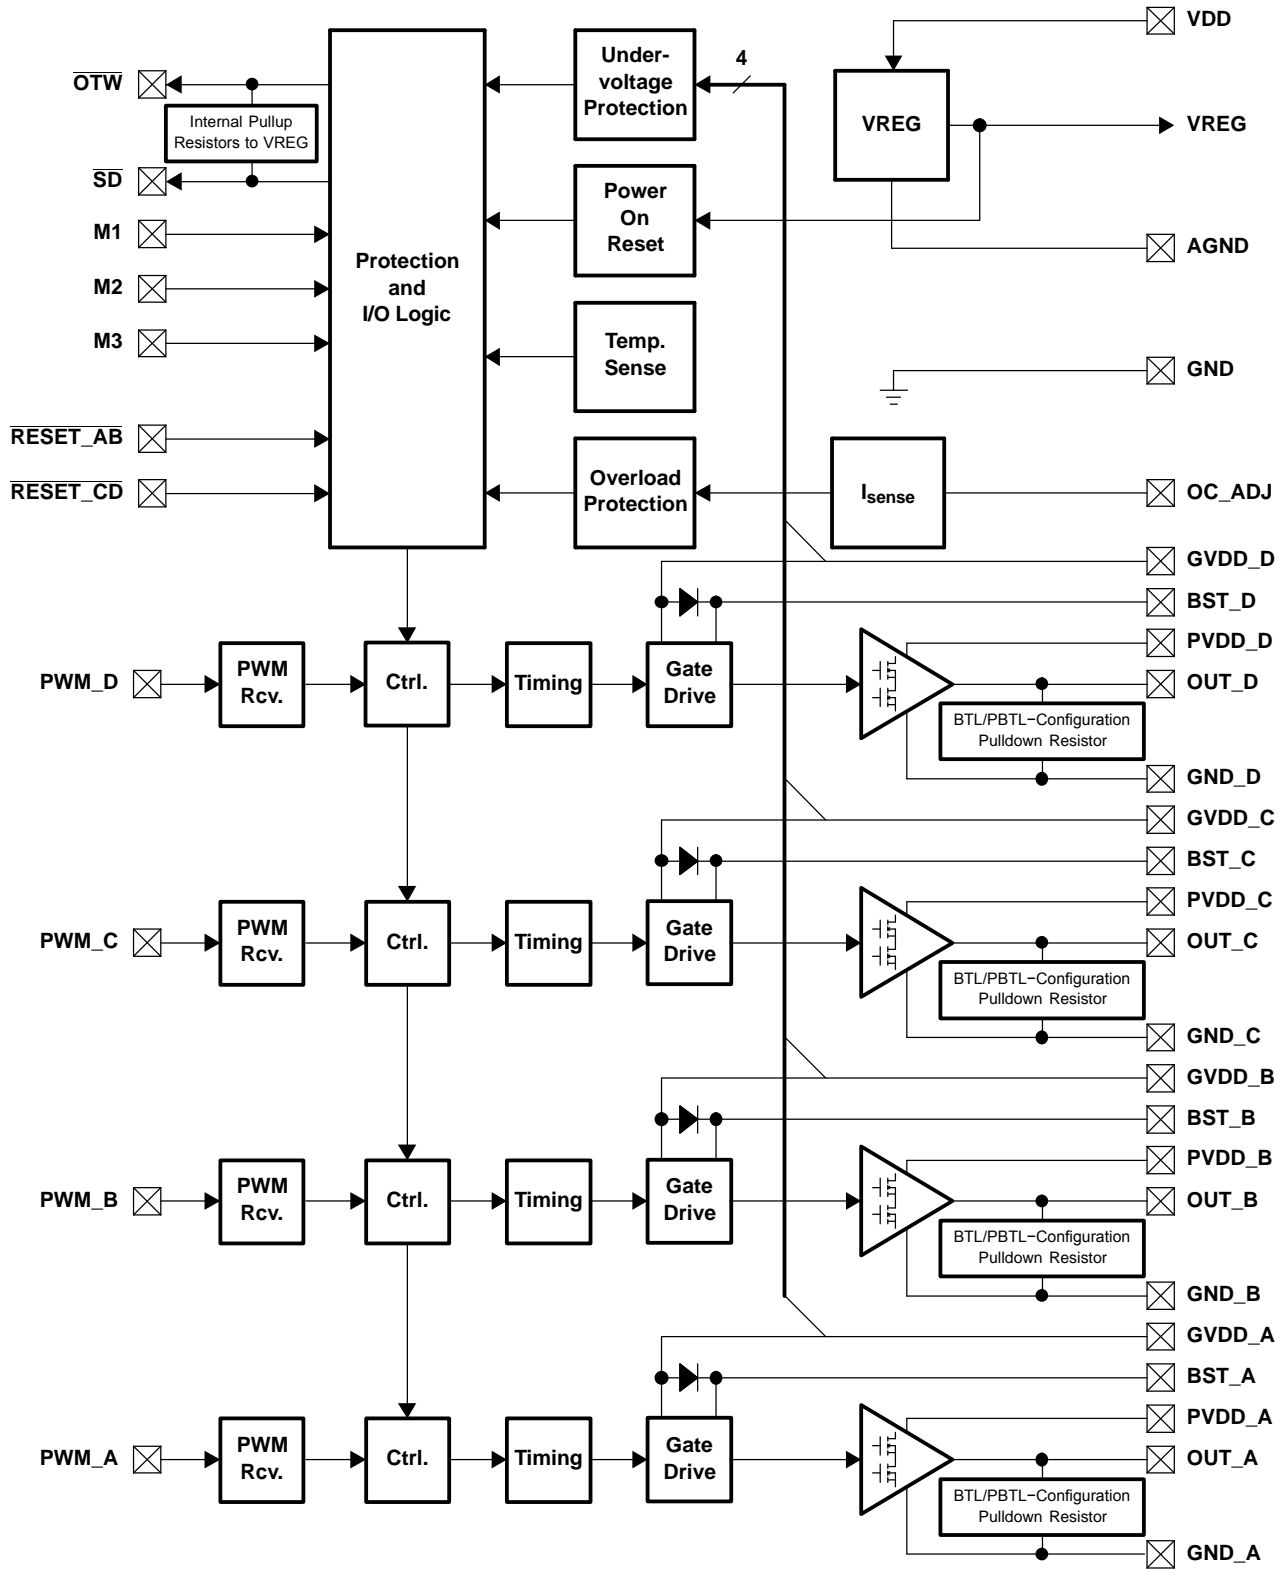 VDD
Under-
voltage
Protection
4
OTW
VREG
VREG
Internal Pullup
Resistors to VREG
SD
Power
On
Reset
M1
AGND
Protection
and
I/O Logic
M2
M3
Temp.
Sense
GND
RESET_AB
Overload
Protection
Isense
OC_ADJ
RESET_CD
GVDD_D
BST_D
PVDD_D
PWM_D
PWM
Rcv.
Ctrl.
Timing
Gate
Drive
OUT_D
BTL/PBTL−Configuration
Pulldown Resistor
GND_D
GVDD_C
BST_C
PVDD_C
PWM_C
PWM
Rcv.
Ctrl.
Timing
Gate
Drive
OUT_C
BTL/PBTL−Configuration
Pulldown Resistor
GND_C
GVDD_B
BST_B
PVDD_B
PWM_B
PWM
Rcv.
Ctrl.
Timing
Gate
Drive
OUT_B
BTL/PBTL−Configuration
Pulldown Resistor
GND_B
GVDD_A
BST_A
PVDD_A
PWM_A
PWM
Rcv.
Ctrl.
Timing
Gate
Drive
OUT_A
BTL/PBTL−Configuration
Pulldown Resistor
GND_A